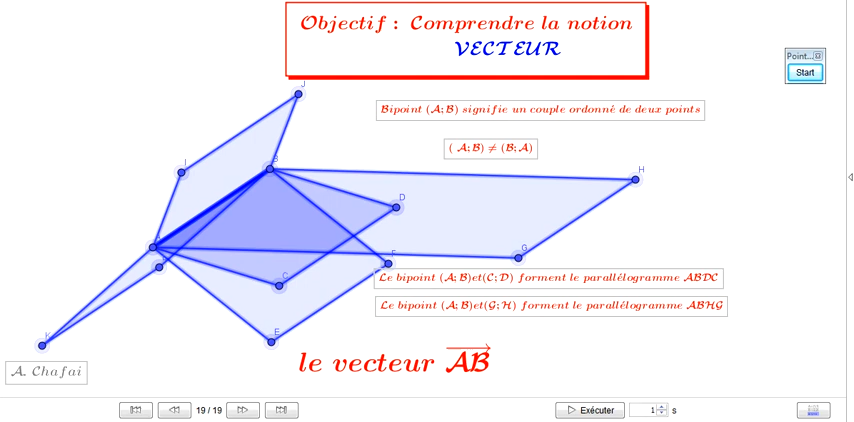 Objectif : Comprendre la notion
VECTEUR
Point...
Start
J
Bipoint (A; B) signifie un couple ordonné de deux points
( A; B) ≠ (B; A)
I
B
H
D
G
F
C
Le bipoint (A; B)et(C; D) forment le parallélogramme ABDC
Le bipoint (A; B)et(G; H) forment le parallélogramme ABHG
E
K
le vecteur \overrightarrow{AB}
A. Chafai
19 / 19
Exécuter
1
s